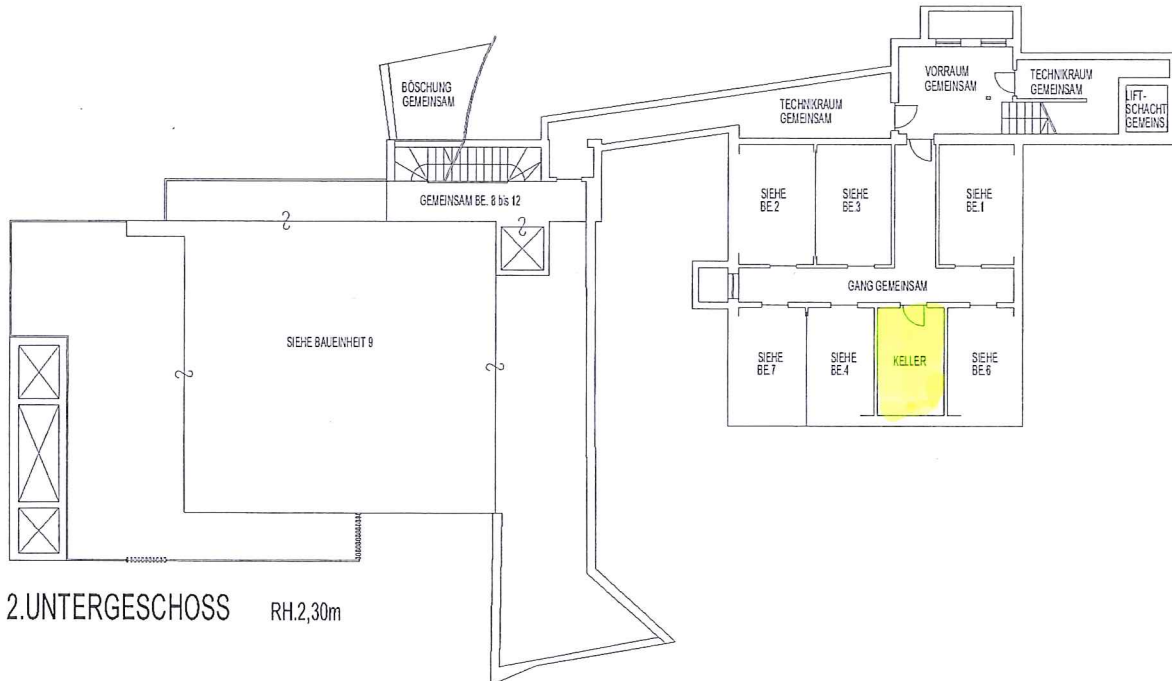 BÖSCHUNG
GEMEINSAM
VORRAUM
GEMEINSAM
TECHNIKRAUM
GEMEINSAM
TECHNIKRAUM
GEMEINSAM
LIFT-
SCHACHT
GEMEINS
SIEHE
BE.2
SIEHE
BE.3
SIEHE
BE.1
GEMEINSAM BE. 8 bis 12
GANG GEMEINSAM
SIEHE BAUEINHEIT 9
SIEHE
BE.7
SIEHE
BE.4
KELLER
SIEHE
BE.6
2.UNTERGESCHOSS RH.2,30m